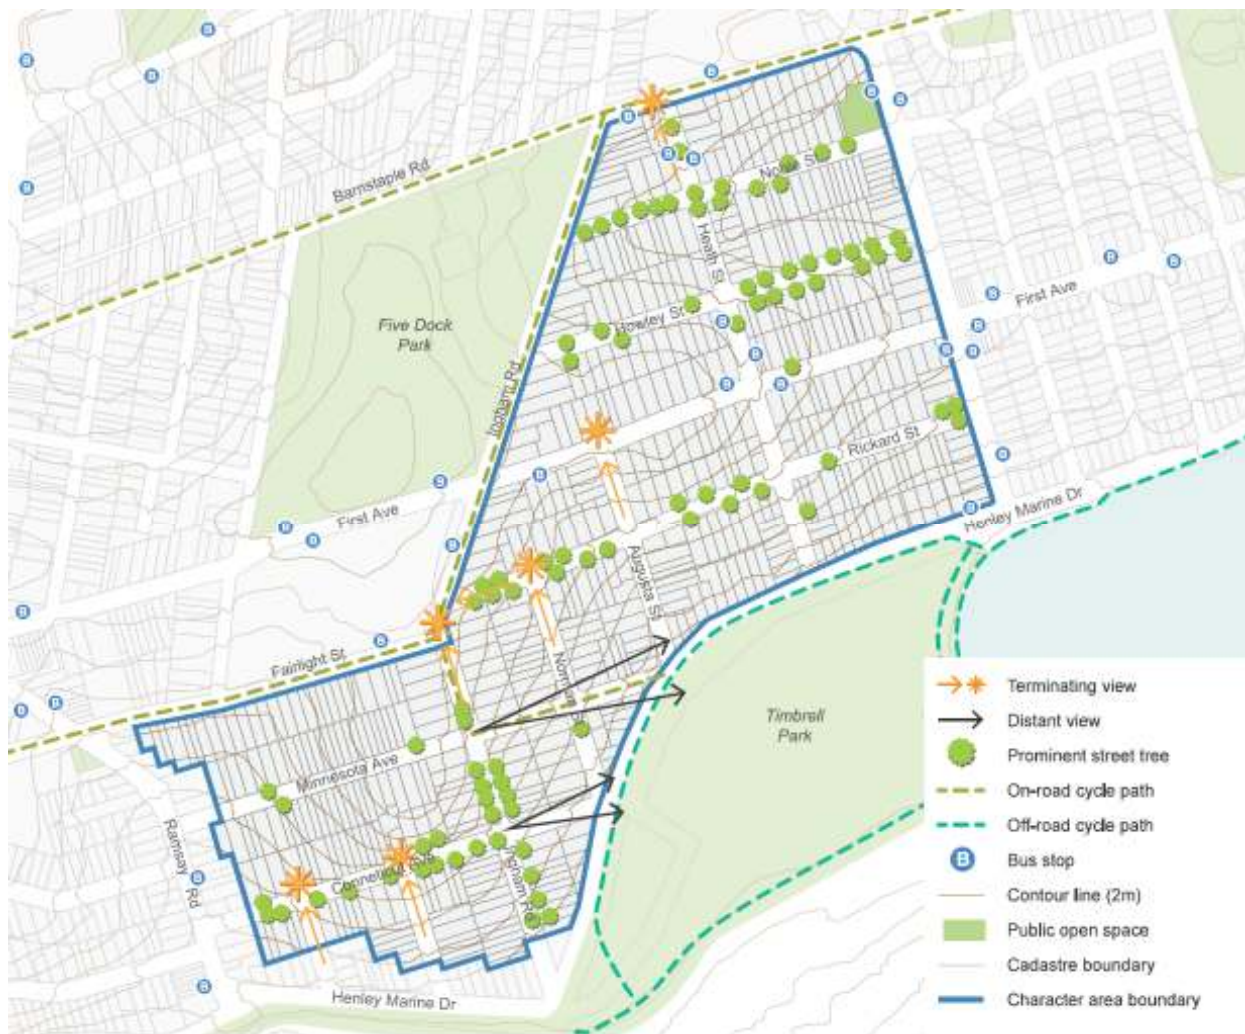 Barnstaple Rd
Heath St
Five Dock
Park
Howley St
First Ave
Ingham Rd
First Ave
Rickard St
Henley Marine Dr
Augusta St
Fairlight St
Timbrell
Park
Minnesota Ave
Ramsay Rd
Ingham Rd
Henley Marine Dr
Terminating view
Distant view
Prominent street tree
On-road cycle path
Off-road cycle path
B
Bus stop
Contour line (2m)
Public open space
Cadastre boundary
Character area boundary